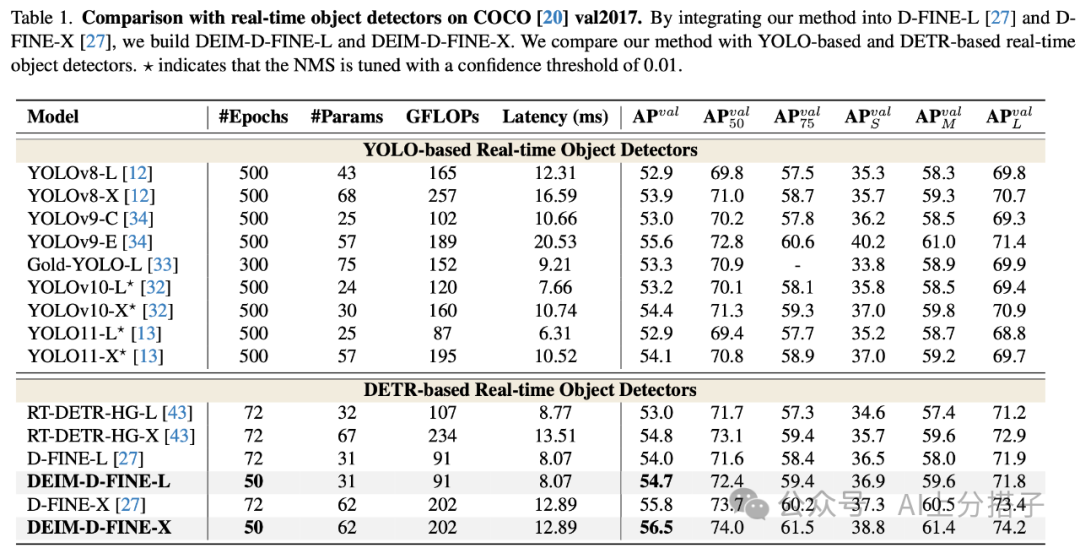 Table 1. Comparison with real-time object detectors on COCO [20] val2017. By integrating our method into D-FINE-L [27] and D-
FINE-X [27], we build DEIM-D-FINE-L and DEIM-D-FINE-X. We compare our method with YOLO-based and DETR-based real-time
object detectors. ⋆ indicates that the NMS is tuned with a confidence threshold of 0.01.
Model #Epochs #Params GFLOPs Latency (ms) AP^val AP^val_50 AP^val_75 AP^val_S AP^val_M AP^val_L
YOLO-based Real-time Object Detectors
YOLOv8-L [12] 500 43 165 12.31 52.9 69.8 57.5 35.3 58.3 69.8
YOLOv8-X [12] 500 68 257 16.59 53.9 71.0 58.7 35.7 59.3 70.7
YOLOv9-C [34] 500 25 102 10.66 53.0 70.2 57.8 36.2 58.5 69.3
YOLOv9-E [34] 500 57 189 20.53 55.6 72.8 60.6 40.2 61.0 71.4
Gold-YOLO-L [33] 300 75 152 9.21 53.3 70.9 - 33.8 58.9 69.9
YOLOv10-L⋆ [32] 500 24 120 7.66 53.2 70.1 58.1 35.8 58.5 69.4
YOLOv10-X⋆ [32] 500 30 160 10.74 54.4 71.3 59.3 37.0 59.8 70.9
YOLO11-L⋆ [13] 500 25 87 6.31 52.9 69.4 57.7 35.2 58.7 68.8
YOLO11-X⋆ [13] 500 57 195 10.52 54.1 70.8 58.9 37.0 59.2 69.7
DETR-based Real-time Object Detectors
RT-DETR-HG-L [43] 72 32 107 8.77 53.0 71.7 57.3 34.6 57.4 71.2
RT-DETR-HG-X [43] 72 67 234 13.51 54.8 73.1 59.4 35.7 59.6 72.9
D-FINE-L [27] 72 31 91 8.07 54.0 71.6 58.4 36.5 58.0 71.9
DEIM-D-FINE-L 50 31 91 8.07 54.7 72.4 59.4 36.9 59.6 71.8
D-FINE-X [27] 72 62 202 12.89 55.8 73.7 60.2 37.3 60.5 73.4
DEIM-D-FINE-X 50 62 202 12.89 56.5 74.0 61.5 38.8 61.4 74.2
公众号 · AI上分搭子